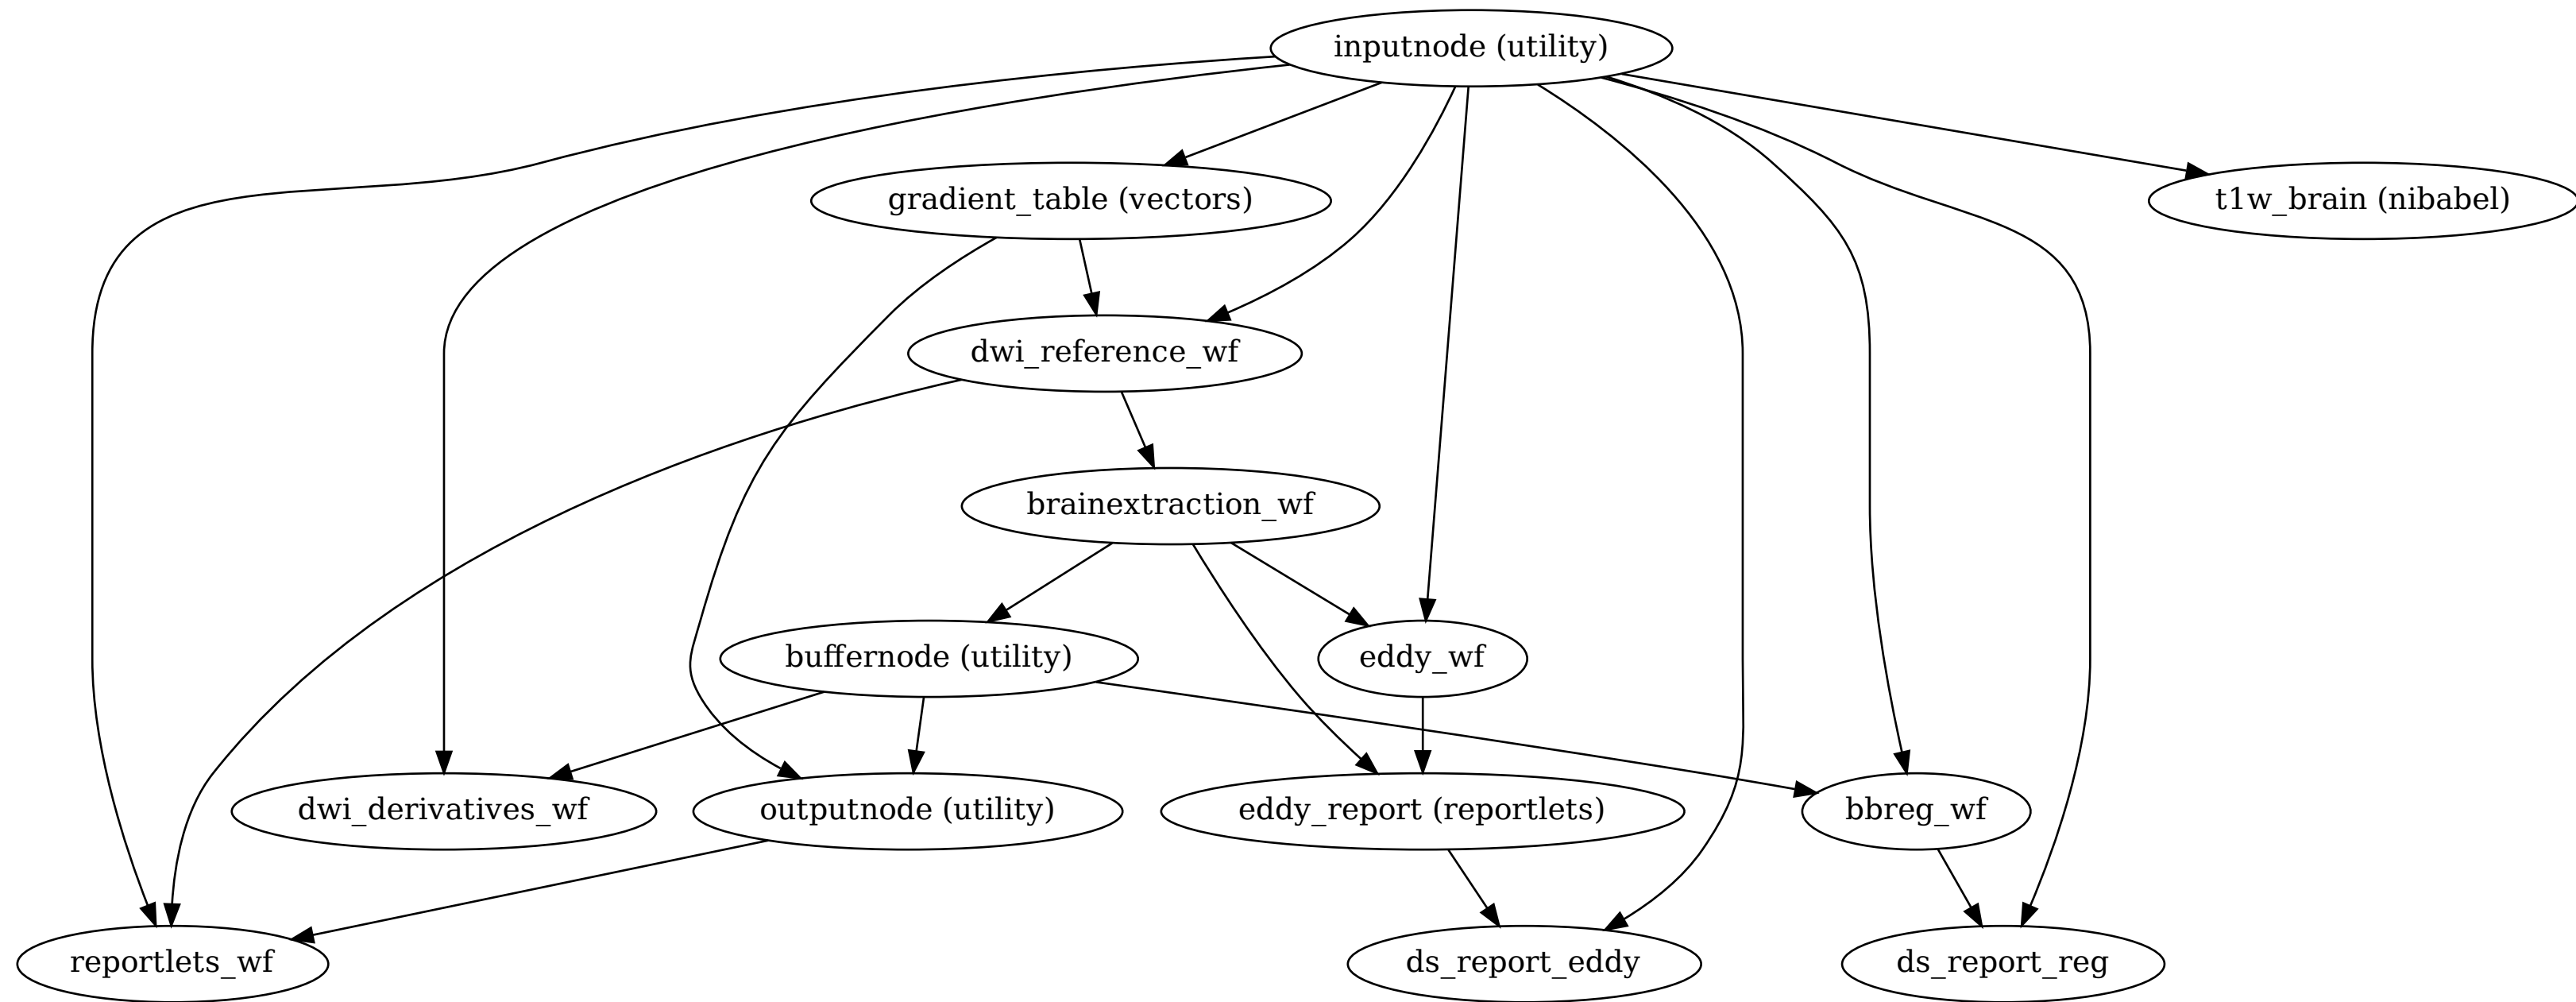 inputnode (utility)
gradient_table (vectors)
t1w_brain (nibabel)
dwi_reference_wf
brainextraction_wf
buffernode (utility)
eddy_wf
dwi_derivatives_wf
outputnode (utility)
eddy_report (reportlets)
bbreg_wf
reportlets_wf
ds_report_eddy
ds_report_reg